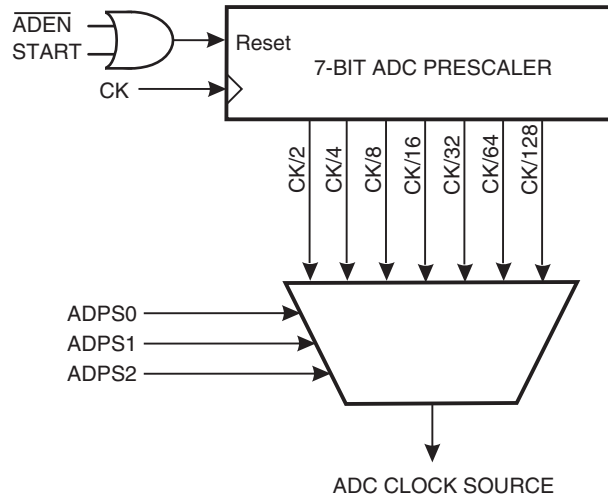 ADEN
START
Reset
7-BIT ADC PRESCALER
CK
CK/2
CK/4
CK/8
CK/16
CK/32
CK/64
CK/128
ADPS0
ADPS1
ADPS2
ADC CLOCK SOURCE